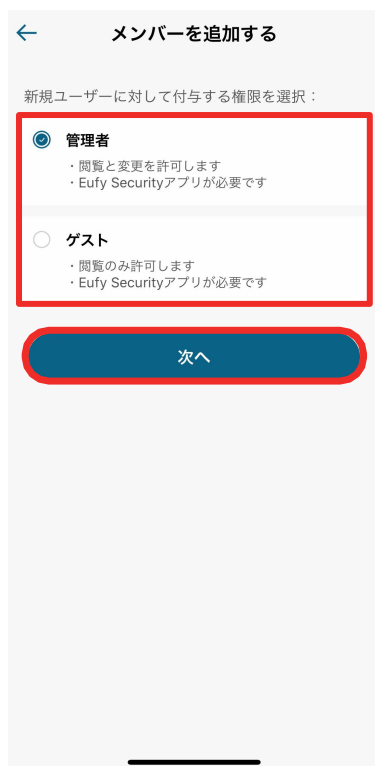 メンバーを追加する
新規ユーザーに対して付与する権限を選択：
管理者
・閲覧と変更を許可します
・Eufy Securityアプリが必要です
ゲスト
・閲覧のみ許可します
・Eufy Securityアプリが必要です
次へ